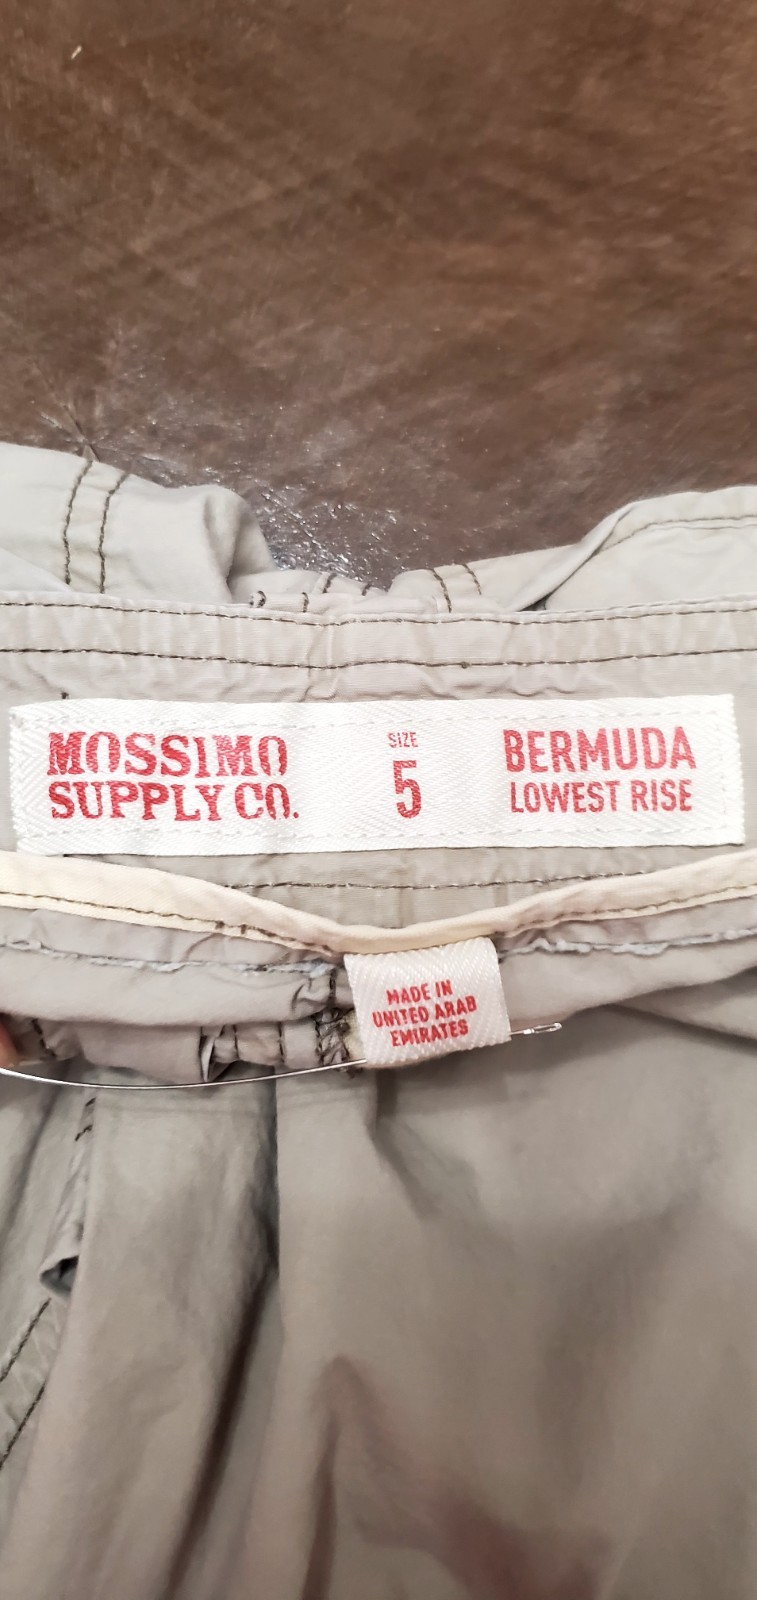 MOSSIMO
SUPPLY CO.
SIZE
5
BERMUDA
LOWEST RISE
MADE IN
UNITED ARAB
EMIRATES